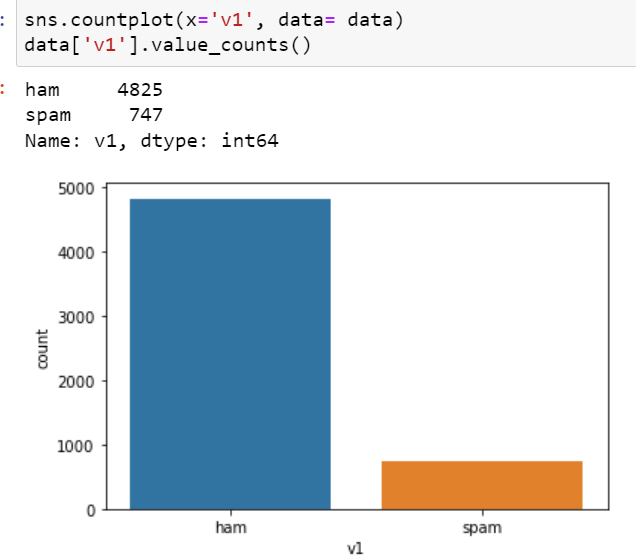 : sns.countplot(x='v1', data= data)
data['v1'].value_counts()
: ham     4825
spam     747
Name: v1, dtype: int64
5000
4000
3000
2000
1000
0
count
ham spam
v1